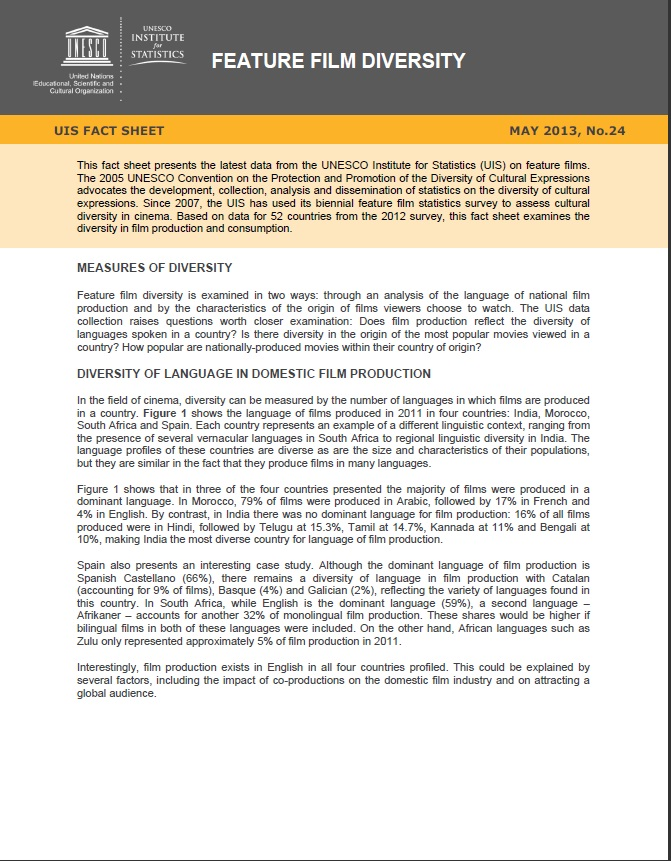 UNESCO
United Nations
Educational, Scientific and
Cultural Organization
UNESCO
INSTITUTE
for
STATISTICS
FEATURE FILM DIVERSITY
UIS FACT SHEET
MAY 2013, No.24
This fact sheet presents the latest data from the UNESCO Institute for Statistics (UIS) on feature films.
The 2005 UNESCO Convention on the Protection and Promotion of the Diversity of Cultural Expressions
advocates the development, collection, analysis and dissemination of statistics on the diversity of cultural
expressions. Since 2007, the UIS has used its biennial feature film statistics survey to assess cultural
diversity in cinema. Based on data for 52 countries from the 2012 survey, this fact sheet examines the
diversity in film production and consumption.
MEASURES OF DIVERSITY
Feature film diversity is examined in two ways: through an analysis of the language of national film
production and by the characteristics of the origin of films viewers choose to watch. The UIS data
collection raises questions worth closer examination: Does film production reflect the diversity of
languages spoken in a country? Is there diversity in the origin of the most popular movies viewed in a
country? How popular are nationally-produced movies within their country of origin?
DIVERSITY OF LANGUAGE IN DOMESTIC FILM PRODUCTION
In the field of cinema, diversity can be measured by the number of languages in which films are produced
in a country. Figure 1 shows the language of films produced in 2011 in four countries: India, Morocco,
South Africa and Spain. Each country represents an example of a different linguistic context, ranging from
the presence of several vernacular languages in South Africa to regional linguistic diversity in India. The
language profiles of these countries are diverse as are the size and characteristics of their populations,
but they are similar in the fact that they produce films in many languages.
Figure 1 shows that in three of the four countries presented the majority of films were produced in a
dominant language. In Morocco, 79% of films were produced in Arabic, followed by 17% in French and
4% in English. By contrast, in India there was no dominant language for film production: 16% of all films
produced were in Hindi, followed by Telugu at 15.3%, Tamil at 14.7%, Kannada at 11% and Bengali at
10%, making India the most diverse country for language of film production.
Spain also presents an interesting case study. Although the dominant language of film production is
Spanish Castellano (66%), there remains a diversity of language in film production with Catalan
(accounting for 9% of films), Basque (4%) and Galician (2%), reflecting the variety of languages found in
this country. In South Africa, while English is the dominant language (59%), a second language –
Afrikaner – accounts for another 32% of monolingual film production. These shares would be higher if
bilingual films in both of these languages were included. On the other hand, African languages such as
Zulu only represented approximately 5% of film production in 2011.
Interestingly, film production exists in English in all four countries profiled. This could be explained by
several factors, including the impact of co-productions on the domestic film industry and on attracting a
global audience.